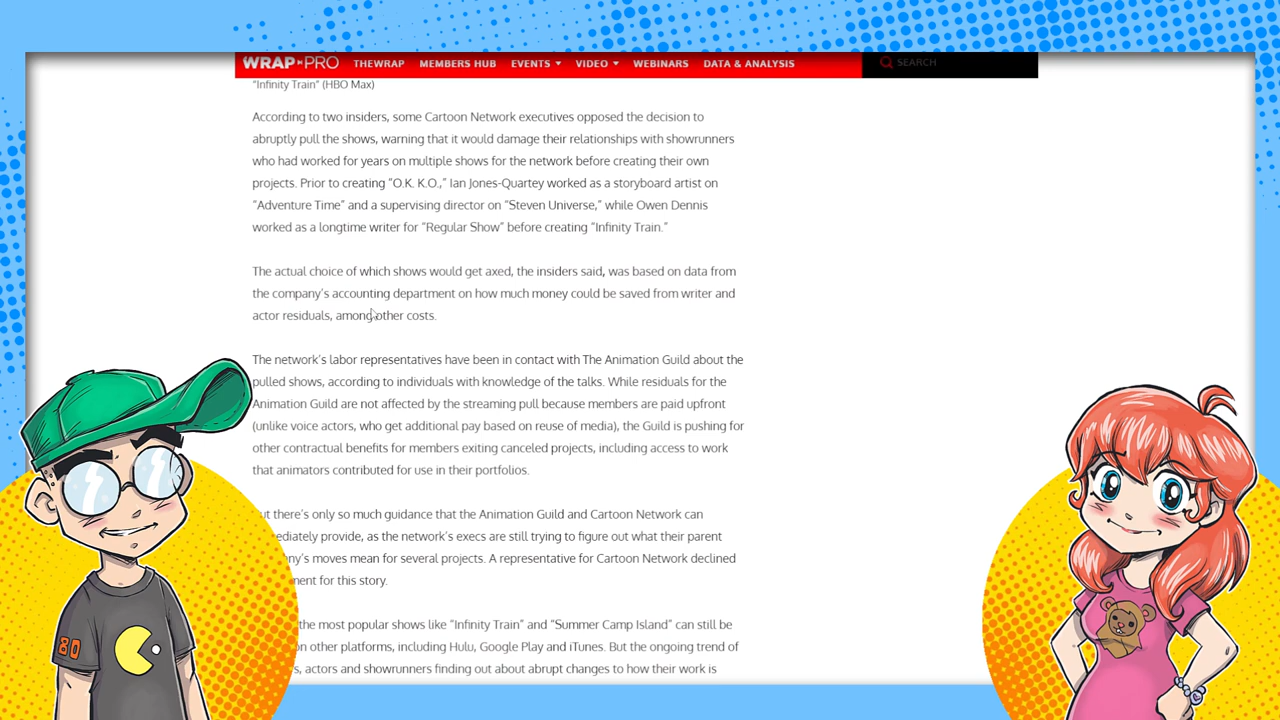 WRAP PRO THEWRAP MEMBERS HUB EVENTS VIDEO WEBINARS DATA & ANALYSIS SEARCH
"Infinity Train" (HBO Max)
According to two insiders, some Cartoon Network executives opposed the decision to
abruptly pull the shows, warning that it would damage their relationships with showrunners
who had worked for years on multiple shows for the network before creating their own
projects. Prior to creating "O.K. K.O.," Ian Jones-Quartey worked as a storyboard artist on
"Adventure Time" and a supervising director on "Steven Universe," while Owen Dennis
worked as a longtime writer for "Regular Show" before creating "Infinity Train."
The actual choice of which shows would get axed, the insiders said, was based on data from
the company's accounting department on how much money could be saved from writer and
actor residuals, among other costs.
The network's labor representatives have been in contact with The Animation Guild about the
pulled shows, according to individuals with knowledge of the talks. While residuals for the
Animation Guild are not affected by the streaming pull because members are paid upfront
(unlike voice actors, who get additional pay based on reuse of media), the Guild is pushing for
other contractual benefits for members exiting canceled projects, including access to work
that animators contributed for use in their portfolios.
ut there's only so much guidance that the Animation Guild and Cartoon Network can
ediately provide, as the network's execs are still trying to figure out what their parent
ny's moves mean for several projects. A representative for Cartoon Network declined
ment for this story.
the most popular shows like "Infinity Train" and "Summer Camp Island" can still be
on other platforms, including Hulu, Google Play and iTunes. But the ongoing trend of
s, actors and showrunners finding out about abrupt changes to how their work is
80